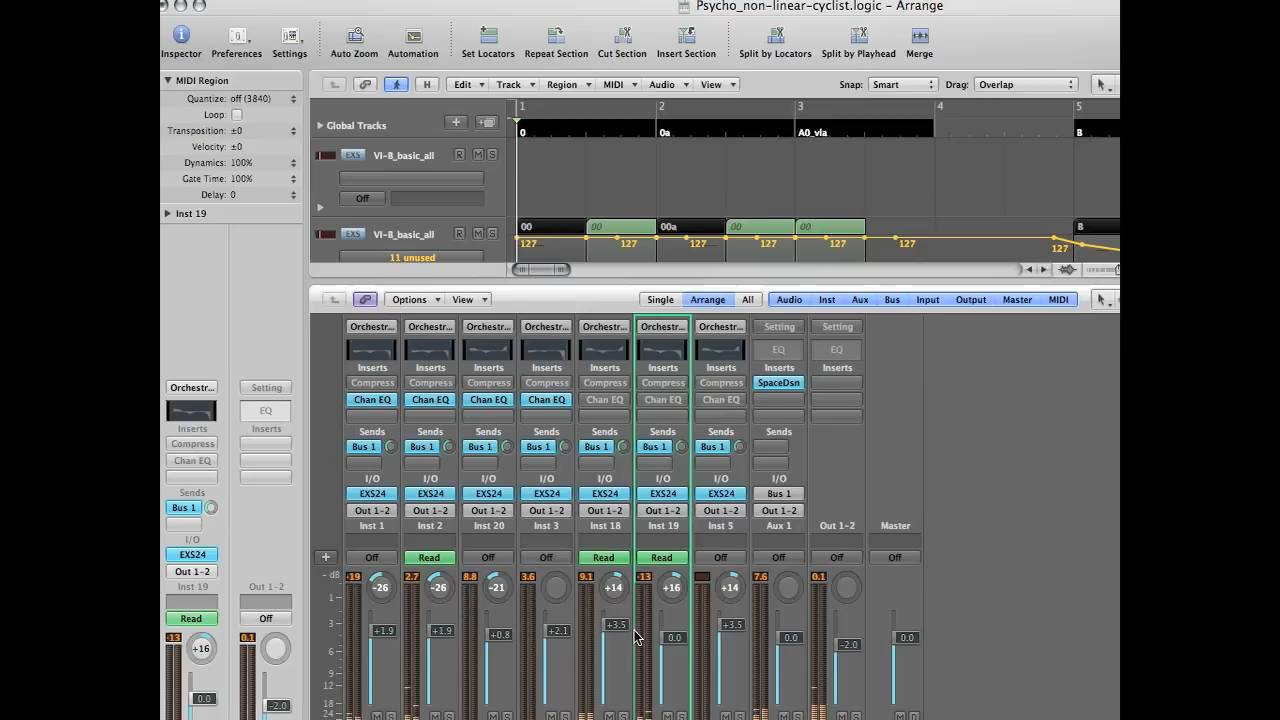 Psycho_non-linear-cyclist.logic - Arrange
Inspector Preferences Settings Auto Zoom Automation Set Locators Repeat Section Cut Section Insert Section Split by Locators Split by Playhead Merge
MIDI Region
Quantize: off (3840)
Loop:
Transposition: ±0
Velocity: ±0
Dynamics: 100%
Gate Time: 100%
Delay: 0
Inst 19
H Edit Track Region MIDI Audio View Snap: Smart Drag: Overlap
1 2 3 4 5
Global Tracks
0 0a A0_vla B
EXS VI-B_basic_all R M S
Off
EXS VI-B_basic_all R M S
00 00 00a 00 00 B
127 127 127 127 127 127 127 127
11 unused
Options View Single Arrange All Audio Inst Aux Bus Input Output Master MIDI
Orchestr... Orchestr... Orchestr... Orchestr... Orchestr... Orchestr... Orchestr... Setting Setting
EQ EQ
Inserts Inserts Inserts Inserts Inserts Inserts Inserts Inserts Inserts
Compress Compress Compress Compress Compress Compress Compress SpaceDsn
Chan EQ Chan EQ Chan EQ Chan EQ Chan EQ Chan EQ Chan EQ
Sends Sends Sends Sends Sends Sends Sends Sends
Bus 1 Bus 1 Bus 1 Bus 1 Bus 1 Bus 1 Bus 1
I/O I/O I/O I/O I/O I/O I/O I/O
EXS24 EXS24 EXS24 EXS24 EXS24 EXS24 EXS24 Bus 1
Out 1-2 Out 1-2 Out 1-2 Out 1-2 Out 1-2 Out 1-2 Out 1-2 Out 1-2
Inst 1 Inst 2 Inst 20 Inst 3 Inst 18 Inst 19 Inst 5 Aux 1 Out 1-2 Master
Off Read Off Off Read Read Off Off Off Off
- dB -19 2.7 8.8 3.6 9.1 -13 7.6 0.1
-26 -26 -21 +14 +16 +14
1
3
+1.9 +1.9 +0.8 +2.1 +3.5 0.0 +3.5 0.0 -2.0 0.0
6
9
12
18
24
M S M S M S M S M S M S M S M S M M D
Orchestr... Setting
EQ
Inserts Inserts
Compress
Chan EQ
Sends
Bus 1
I/O
EXS24
Out 1-2
Inst 19 Out 1-2
Read Off
-13 +16 0.1
0.0 -2.0